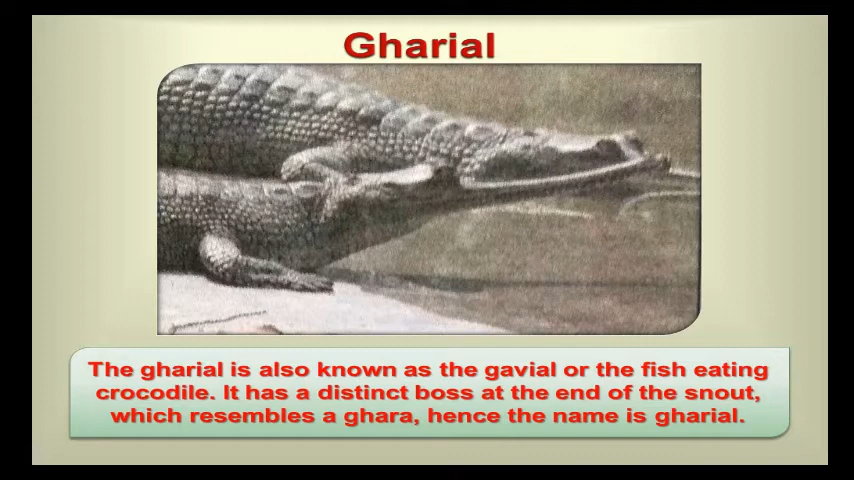 Gharial
The gharial is also known as the gavial or the fish eating
crocodile. It has a distinct boss at the end of the snout,
which resembles a ghara, hence the name is gharial.